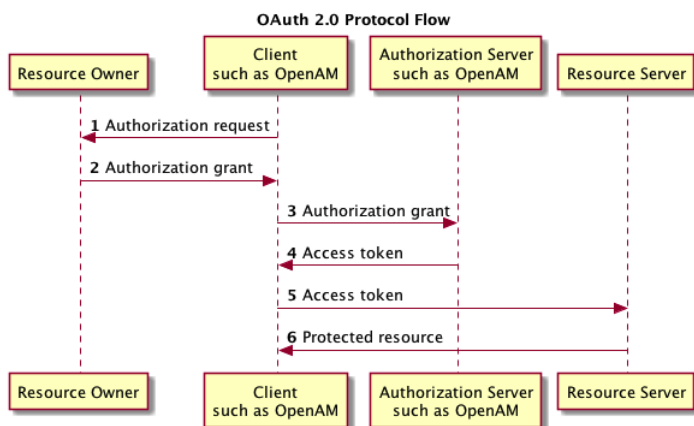 OAuth 2.0 Protocol Flow
Resource Owner
Client
such as OpenAM
Authorization Server
such as OpenAM
Resource Server
1 Authorization request
2 Authorization grant
3 Authorization grant
4 Access token
5 Access token
6 Protected resource
Resource Owner
Client
such as OpenAM
Authorization Server
such as OpenAM
Resource Server